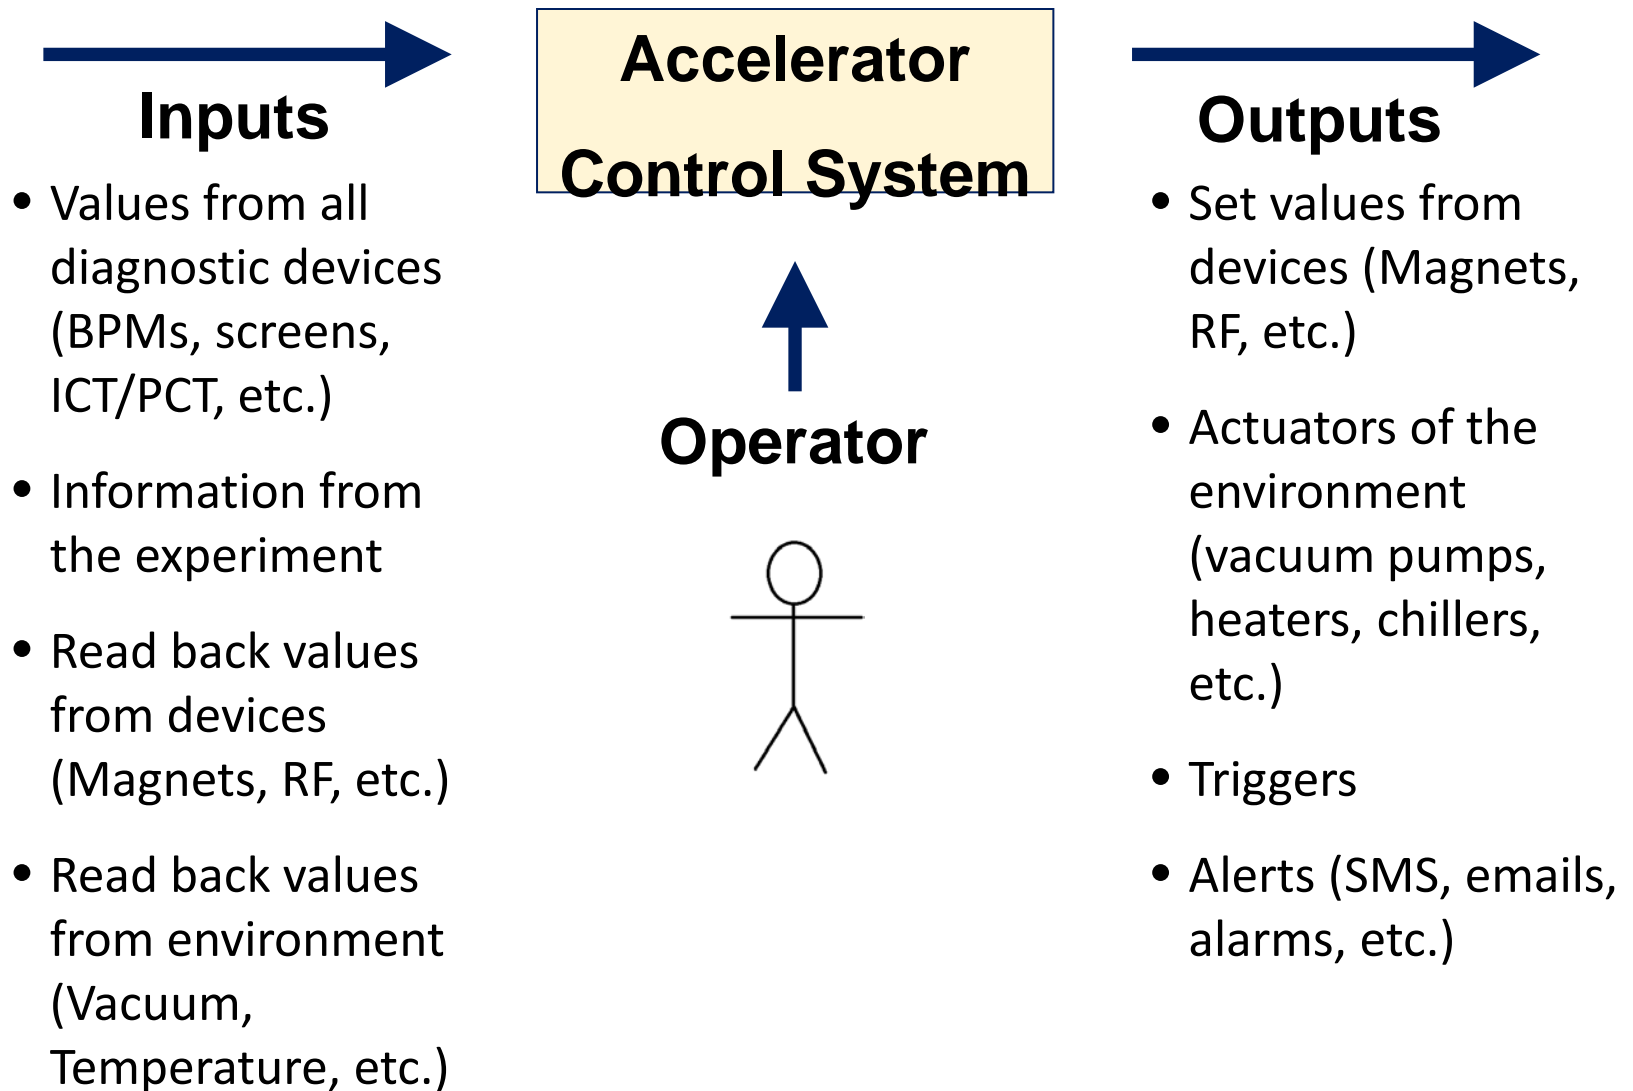 Inputs
• Values from all
diagnostic devices
(BPMs, screens,
ICT/PCT, etc.)
• Information from
the experiment
• Read back values
from devices
(Magnets, RF, etc.)
• Read back values
from environment
(Vacuum,
Temperature, etc.)
Accelerator
Control System
Operator
Outputs
• Set values from
devices (Magnets,
RF, etc.)
• Actuators of the
environment
(vacuum pumps,
heaters, chillers,
etc.)
• Triggers
• Alerts (SMS, emails,
alarms, etc.)